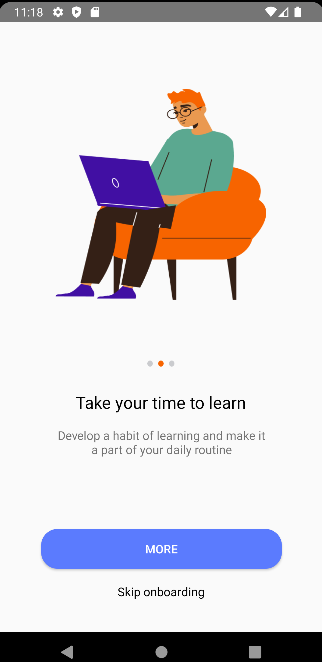 11:18
Take your time to learn
Develop a habit of learning and make it
a part of your daily routine
MORE
Skip onboarding